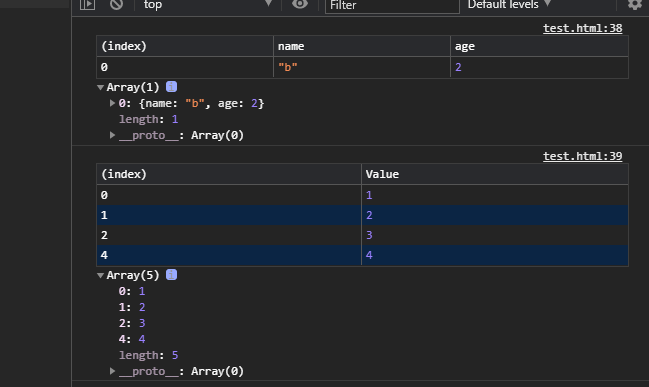 top Filter Default levels
test.html:38
(index) name age
0 "b" 2
Array(1) i
0: {name: "b", age: 2}
length: 1
__proto__: Array(0)
test.html:39
(index) Value
0 1
1 2
2 3
4 4
Array(5) i
0: 1
1: 2
2: 3
4: 4
length: 5
__proto__: Array(0)